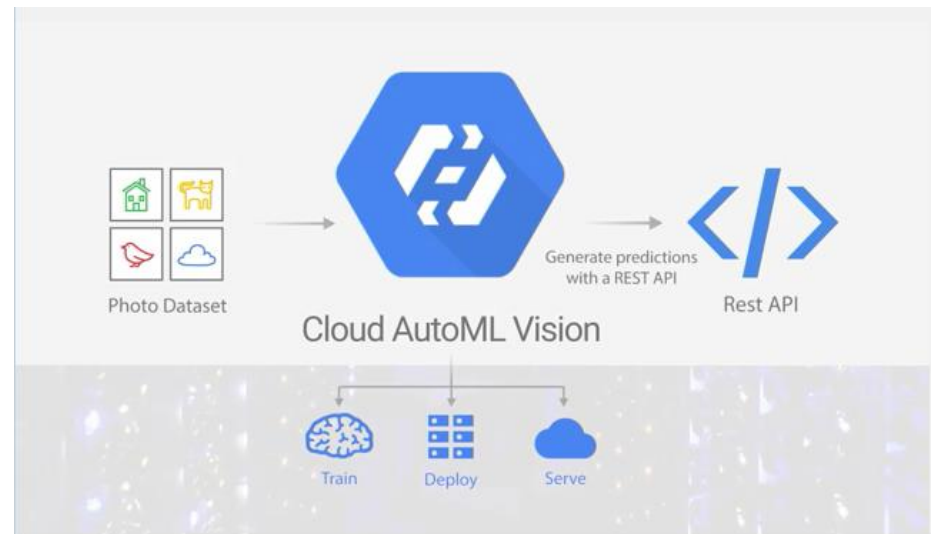 Photo Dataset
Generate predictions
with a REST API
Rest API
Cloud AutoML Vision
Train
Deploy
Serve